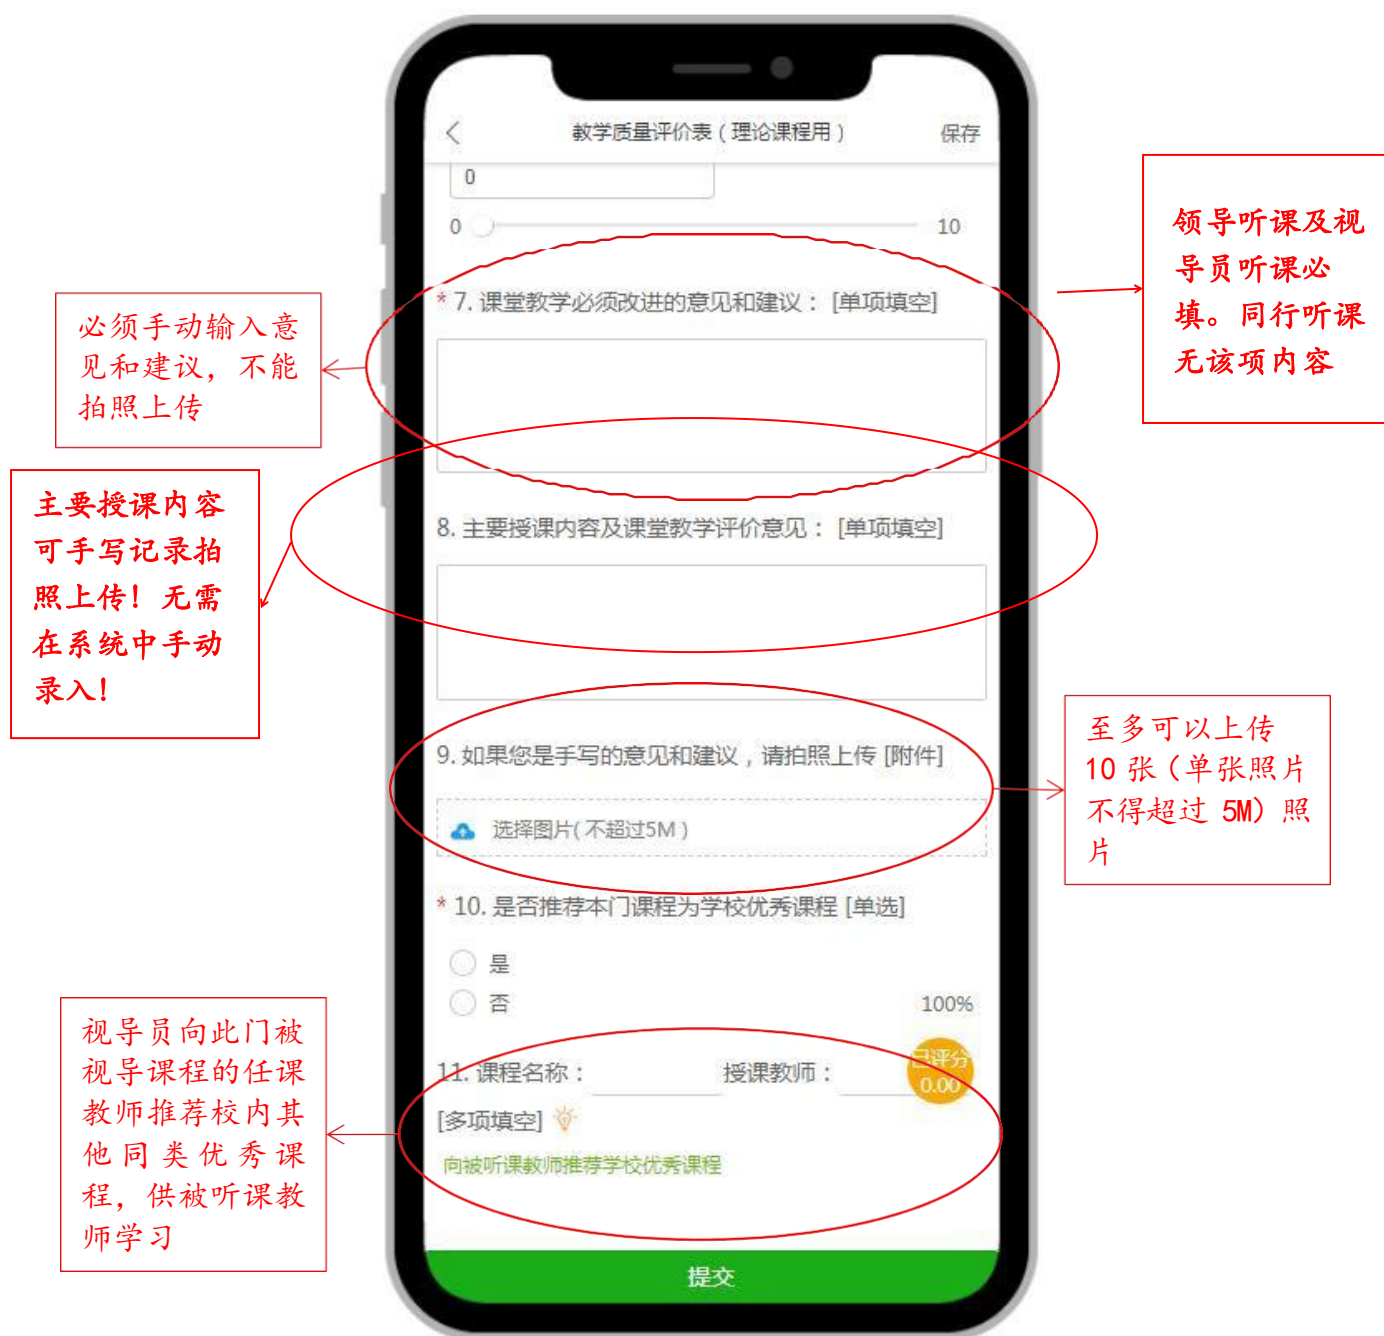 教学质量评价表（理论课程用）
保存
0
0
10
* 7. 课堂教学必须改进的意见和建议： [单项填空]
领导听课及视
导员听课必
填。同行听课
无该项内容
必须手动输入意
见和建议，不能
拍照上传
主要授课内容
可手写记录拍
照上传！无需
在系统中手动
录入！
8. 主要授课内容及课堂教学评价意见： [单项填空]
9. 如果您是手写的意见和建议，请拍照上传 [附件]
选择图片( 不超过5M )
至多可以上传
10 张（单张照片
不得超过 5M）照
片
* 10. 是否推荐本门课程为学校优秀课程 [单选]
是
否
100%
已评分
0.00
11. 课程名称： 授课教师：
[多项填空]
向被听课教师推荐学校优秀课程
视导员向此门被
视导课程的任课
教师推荐校内其
他同类优秀课
程，供被听课教
师学习
提交